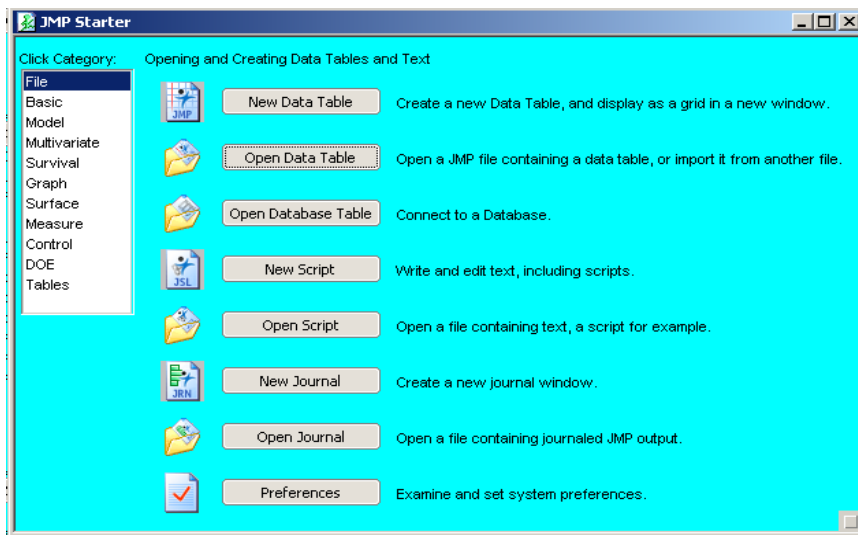 JMP Starter
Click Category:
File
Basic
Model
Multivariate
Survival
Graph
Surface
Measure
Control
DOE
Tables
Opening and Creating Data Tables and Text
JMP New Data Table Create a new Data Table, and display as a grid in a new window.
Open Data Table Open a JMP file containing a data table, or import it from another file.
Open Database Table Connect to a Database.
JSL New Script Write and edit text, including scripts.
Open Script Open a file containing text, a script for example.
JRN New Journal Create a new journal window.
Open Journal Open a file containing journaled JMP output.
Preferences Examine and set system preferences.